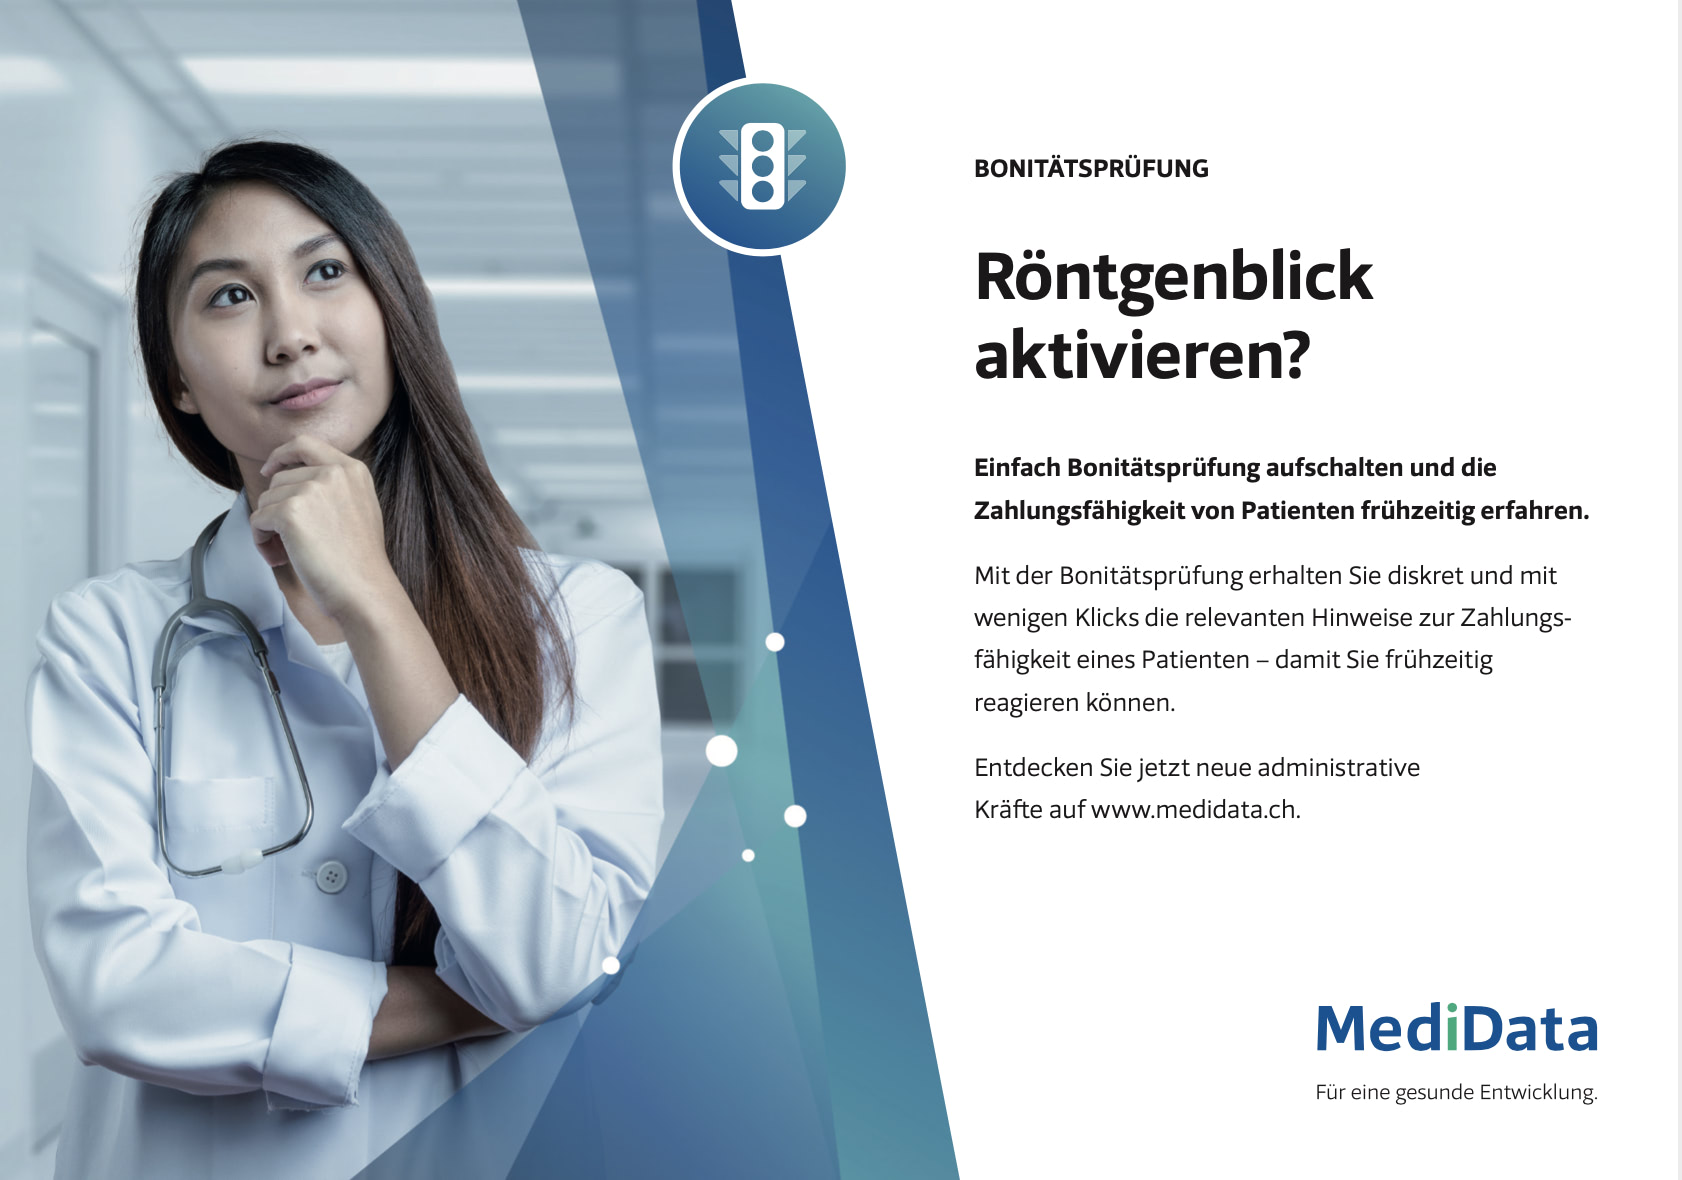 BONITÄTSPRÜFUNG
Röntgenblick
aktivieren?
Einfach Bonitätsprüfung aufschalten und die
Zahlungsfähigkeit von Patienten frühzeitig erfahren.
Mit der Bonitätsprüfung erhalten Sie diskret und mit
wenigen Klicks die relevanten Hinweise zur Zahlungs-
fähigkeit eines Patienten – damit Sie frühzeitig
reagieren können.
Entdecken Sie jetzt neue administrative
Kräfte auf www.medidata.ch.
MediData
Für eine gesunde Entwicklung.